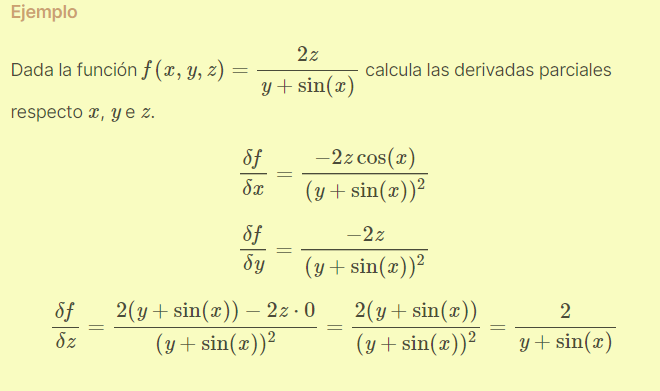 Ejemplo
Dada la función f(x, y, z) = \frac{2z}{y + \sin(x)} calcula las derivadas parciales
respecto x, y e z.
\frac{\delta f}{\delta x} = \frac{-2z\cos(x)}{(y + \sin(x))^2}
\frac{\delta f}{\delta y} = \frac{-2z}{(y + \sin(x))^2}
\frac{\delta f}{\delta z} = \frac{2(y + \sin(x)) - 2z \cdot 0}{(y + \sin(x))^2} = \frac{2(y + \sin(x))}{(y + \sin(x))^2} = \frac{2}{y + \sin(x)}